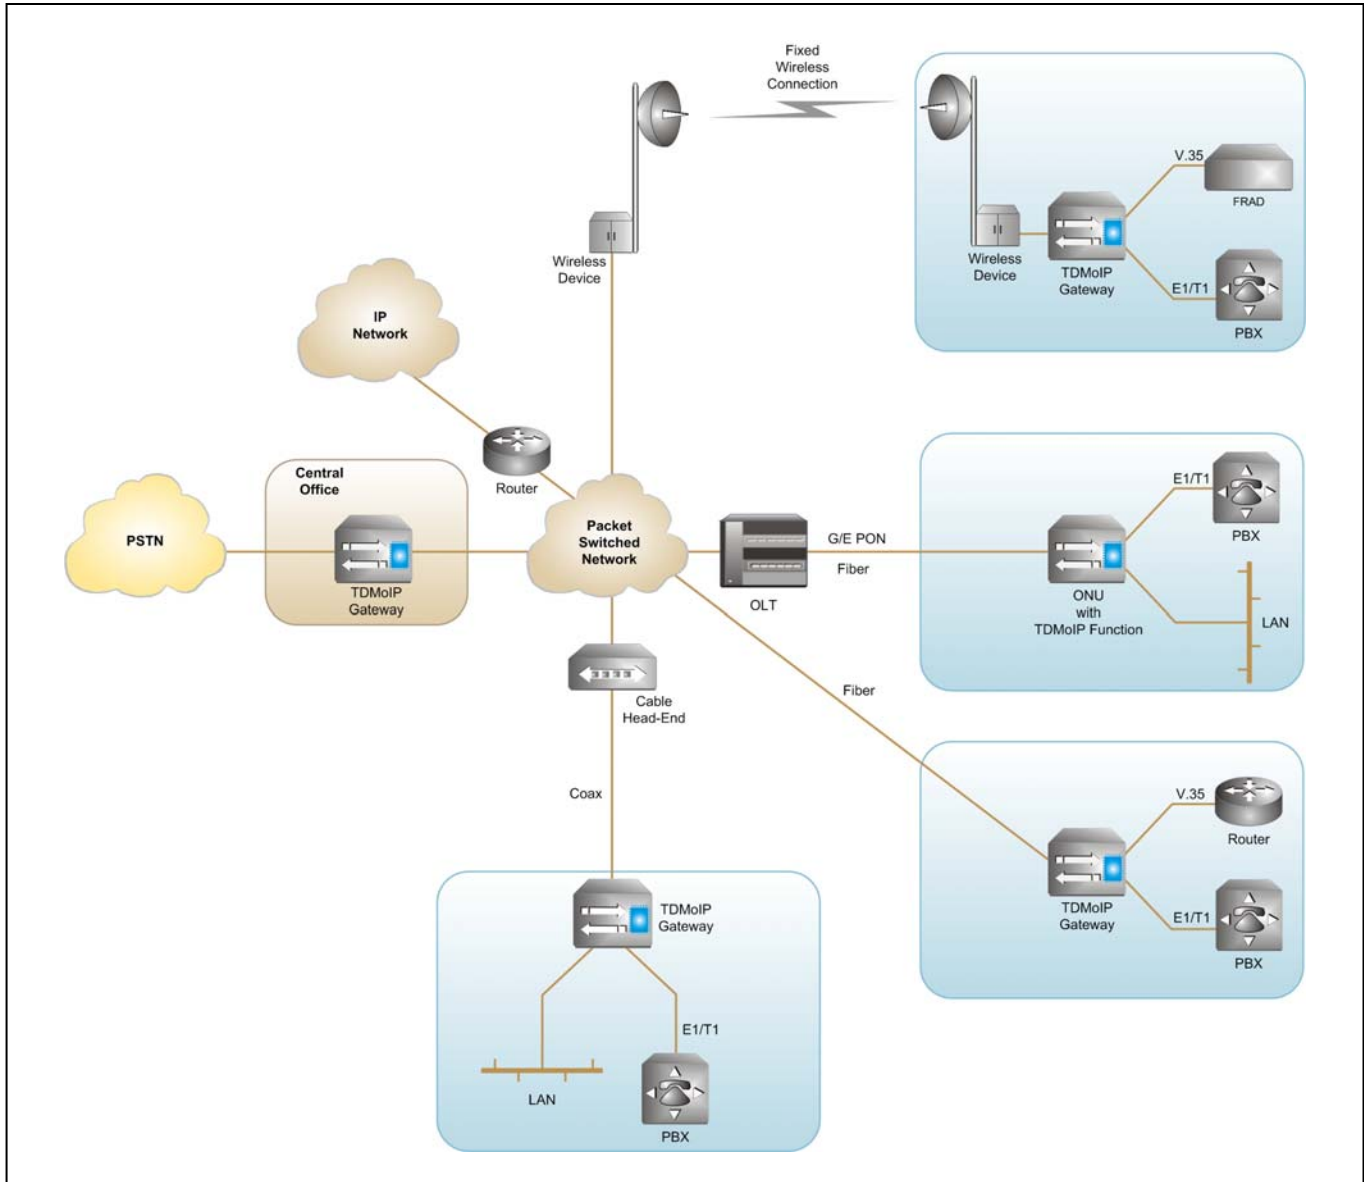 Fixed
Wireless
Connection
V.35
FRAD
Wireless
Device
Wireless
Device
TDMoIP
Gateway
E1/T1
PBX
IP
Network
Central
Office
Router
E1/T1
PBX
PSTN
Packet
Switched
Network
G/E PON
Fiber
TDMoIP
Gateway
OLT
ONU
with
TDMoIP Function
LAN
Cable
Head-End
Fiber
Coax
V.35
Router
TDMoIP
Gateway
E1/T1
PBX
TDMoIP
Gateway
E1/T1
LAN
PBX